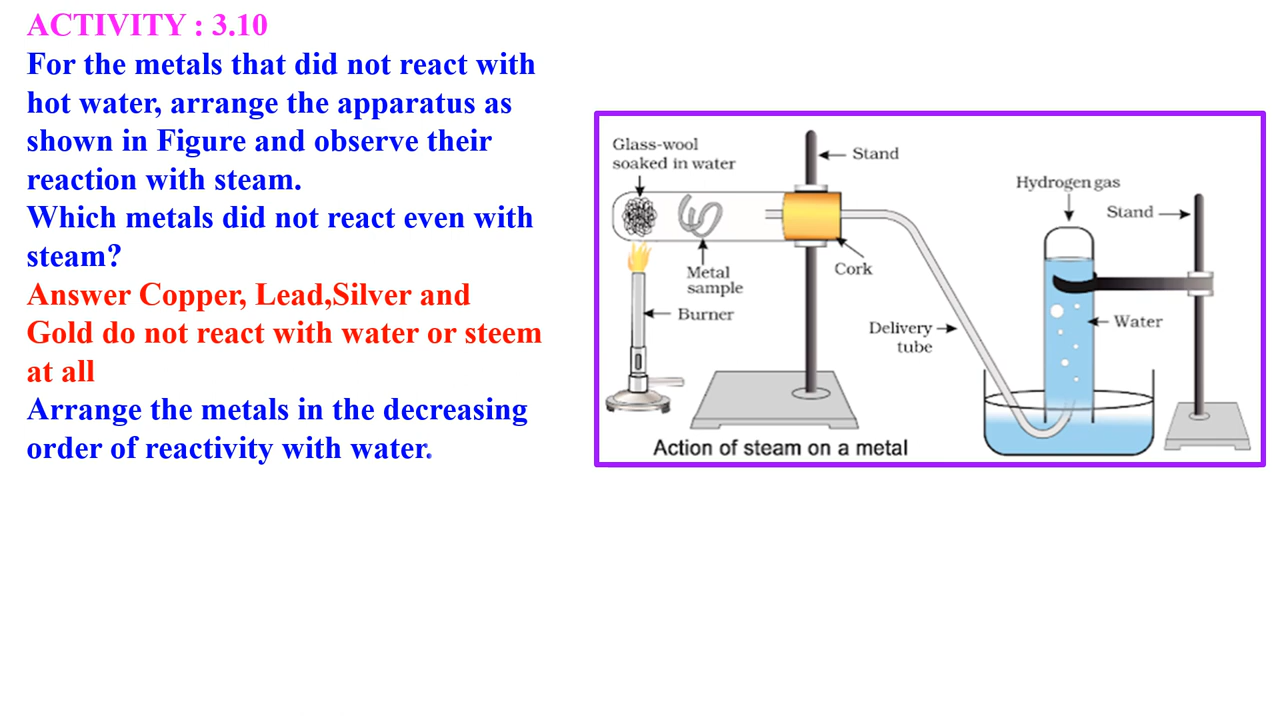 ACTIVITY : 3.10
For the metals that did not react with
hot water, arrange the apparatus as
shown in Figure and observe their
reaction with steam.
Which metals did not react even with
steam?
Answer Copper, Lead,Silver and
Gold do not react with water or steem
at all
Arrange the metals in the decreasing
order of reactivity with water.
Glass-wool
soaked in water
Stand
Hydrogen gas
Stand
Metal
sample
Cork
Burner
Delivery
tube
Water
Action of steam on a metal